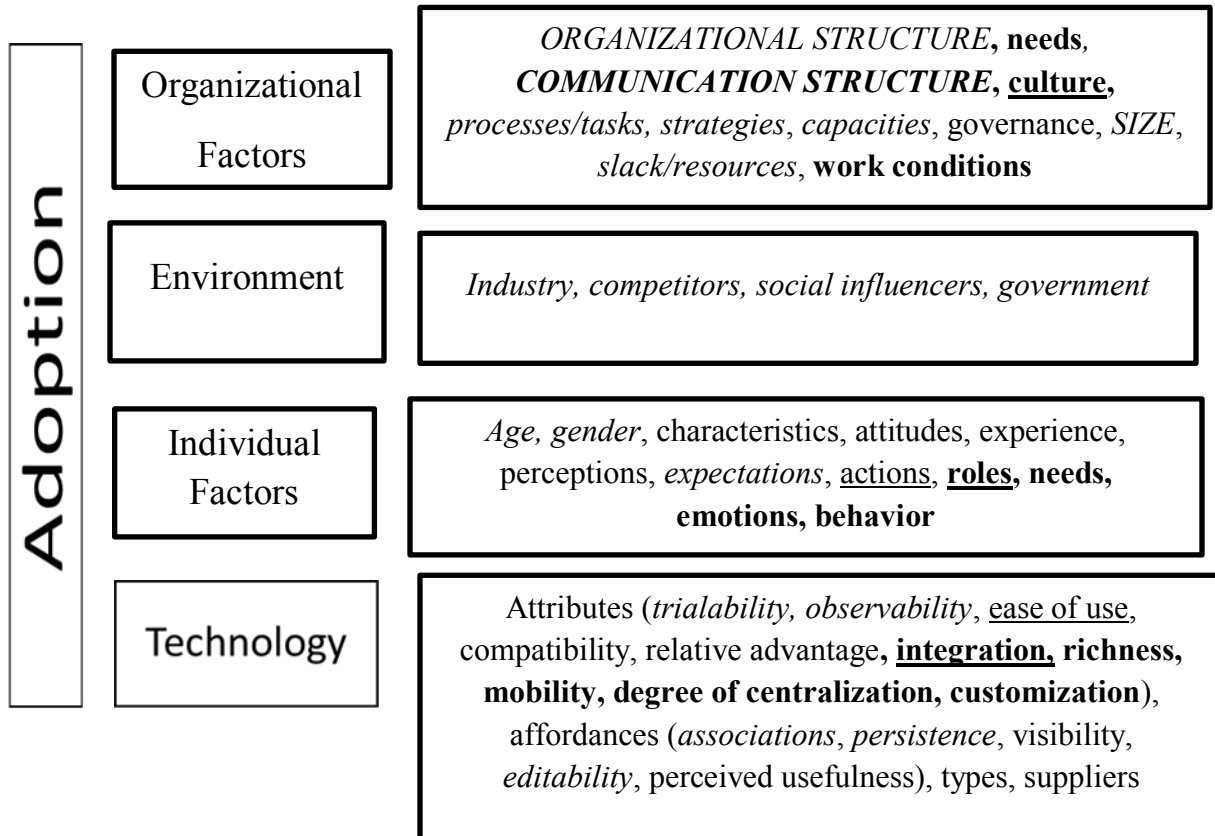 Adoption
Organizational
Factors
ORGANIZATIONAL STRUCTURE, needs,
COMMUNICATION STRUCTURE, culture,
processes/tasks, strategies, capacities, governance, SIZE,
slack/resources, work conditions
Environment
Industry, competitors, social influencers, government
Individual
Factors
Age, gender, characteristics, attitudes, experience,
perceptions, expectations, actions, roles, needs,
emotions, behavior
Technology
Attributes (trialability, observability, ease of use,
compatibility, relative advantage, integration, richness,
mobility, degree of centralization, customization),
affordances (associations, persistence, visibility,
editability, perceived usefulness), types, suppliers